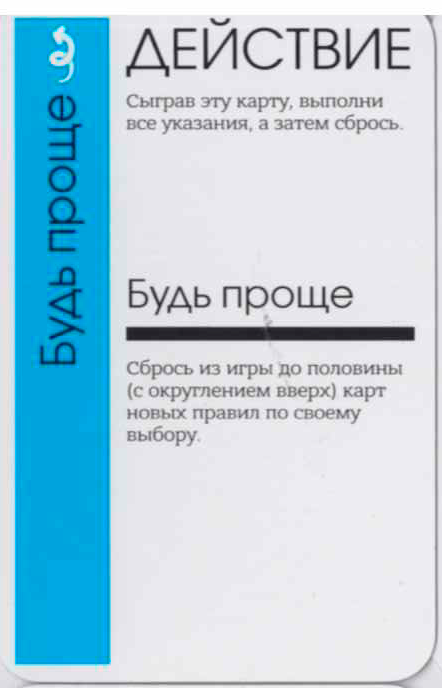 Будь проще
ДЕЙСТВИЕ
Сыграв эту карту, выполни
все указания, а затем сбрось.
Будь проще
Сбрось из игры до половины
(с округлением вверх) карт
новых правил по своему
выбору.